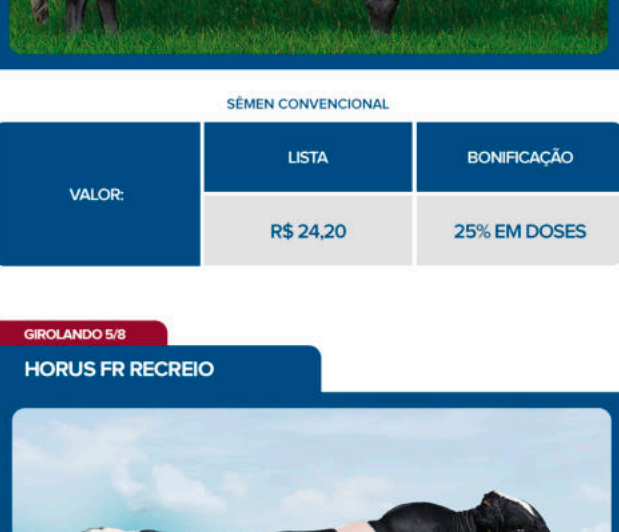 SÊMEN CONVENCIONAL
LISTA
BONIFICAÇÃO
VALOR:
R$ 24,20
25% EM DOSES
GIROLANDO 5/8
HORUS FR RECREIO